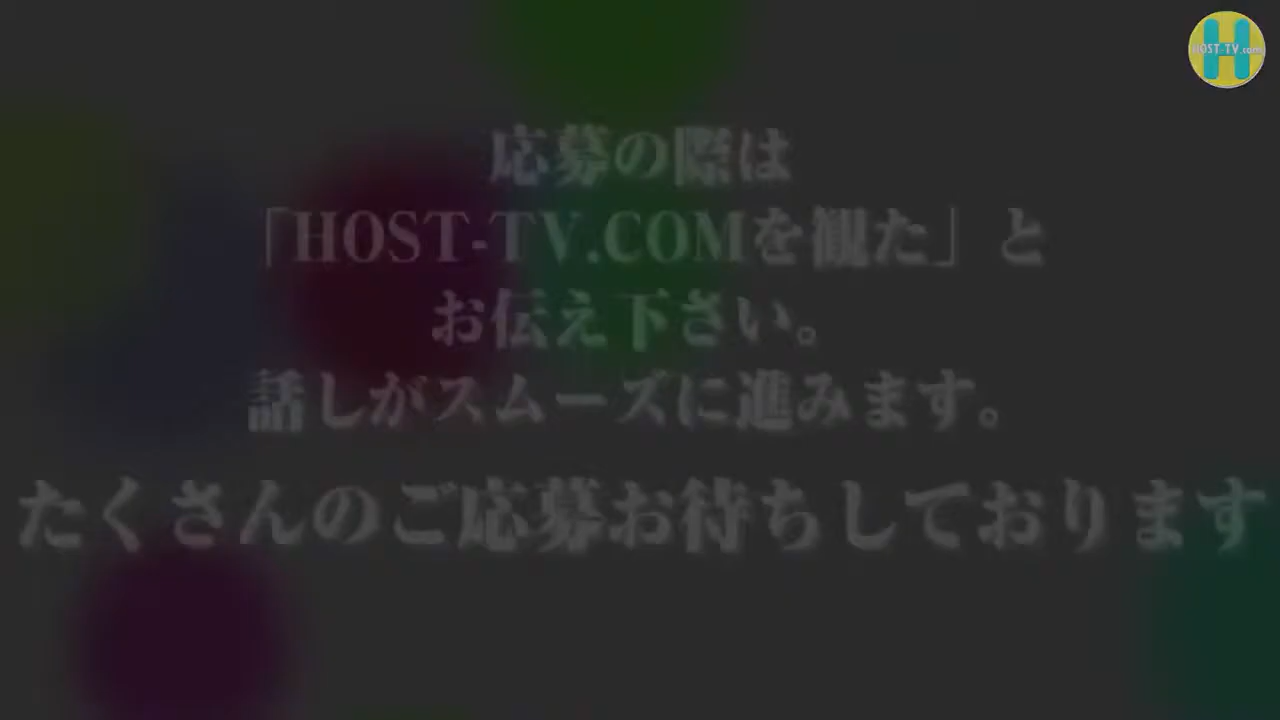 HOST-TV.com
応募の際は
「HOST-TV.COMを観た」と
お伝え下さい。
話しがスムーズに進みます。
たくさんのご応募お待ちしております